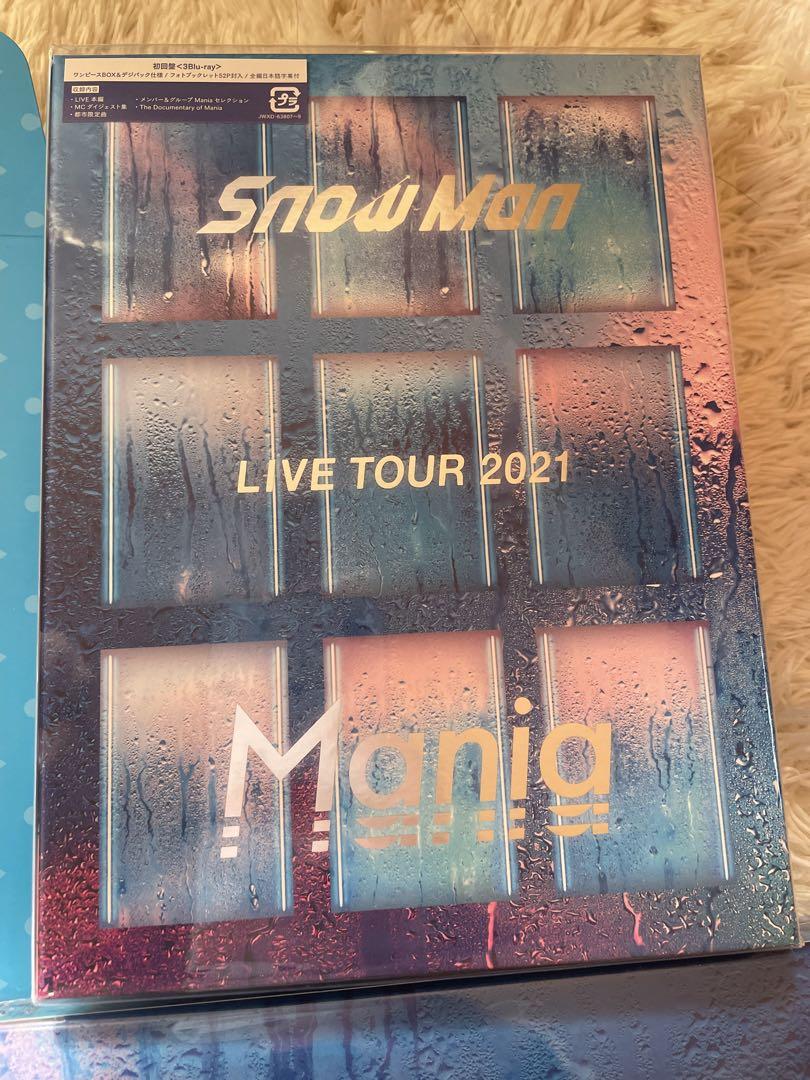 初回盤<3Blu-ray>
ワンピースBOX&デジパック仕様 / フォトブックレット52P封入 / 全編日本語字幕付
収録内容
・LIVE 本編
・MCダイジェスト集
・都市限定曲
・メンバー&グループ Mania セレクション
・The Documentary of Mania
プラ
JWXD-63807~9
Snow Man
LIVE TOUR 2021
Mania